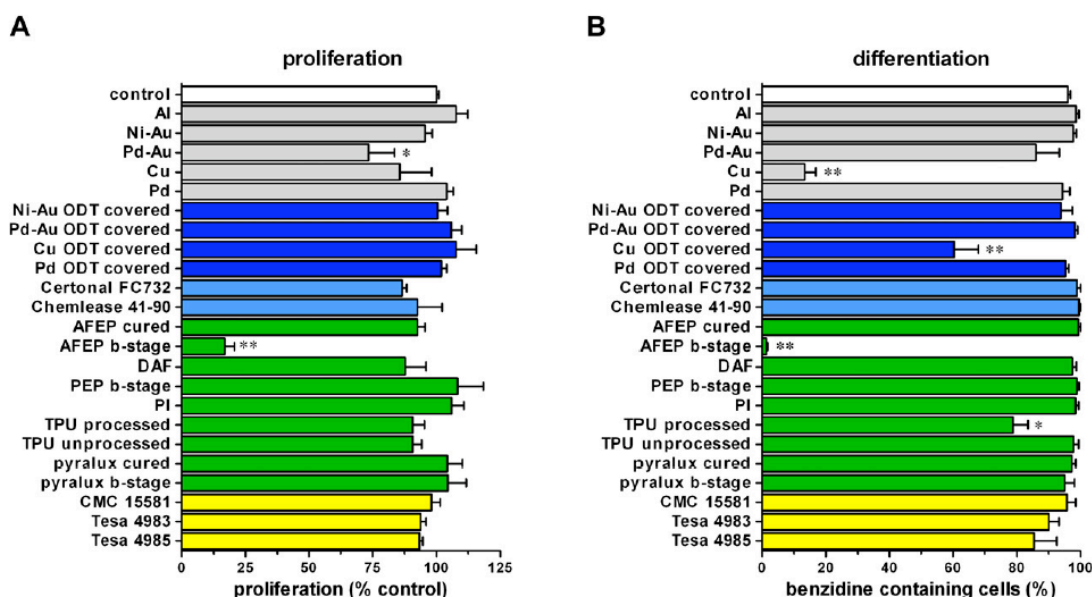 A
proliferation
control
Al
Ni-Au
Pd-Au
*
Cu
Pd
Ni-Au ODT covered
Pd-Au ODT covered
Cu ODT covered
Pd ODT covered
Certonal FC732
Chemlease 41-90
AFEP cured
AFEP b-stage
**
DAF
PEP b-stage
PI
TPU processed
TPU unprocessed
pyralux cured
pyralux b-stage
CMC 15581
Tesa 4983
Tesa 4985
0 25 50 75 100 125
proliferation (% control)
B
differentiation
control
Al
Ni-Au
Pd-Au
Cu
**
Pd
Ni-Au ODT covered
Pd-Au ODT covered
Cu ODT covered
**
Pd ODT covered
Certonal FC732
Chemlease 41-90
AFEP cured
AFEP b-stage
**
DAF
PEP b-stage
PI
TPU processed
*
TPU unprocessed
pyralux cured
pyralux b-stage
CMC 15581
Tesa 4983
Tesa 4985
0 20 40 60 80 100
benzidine containing cells (%)